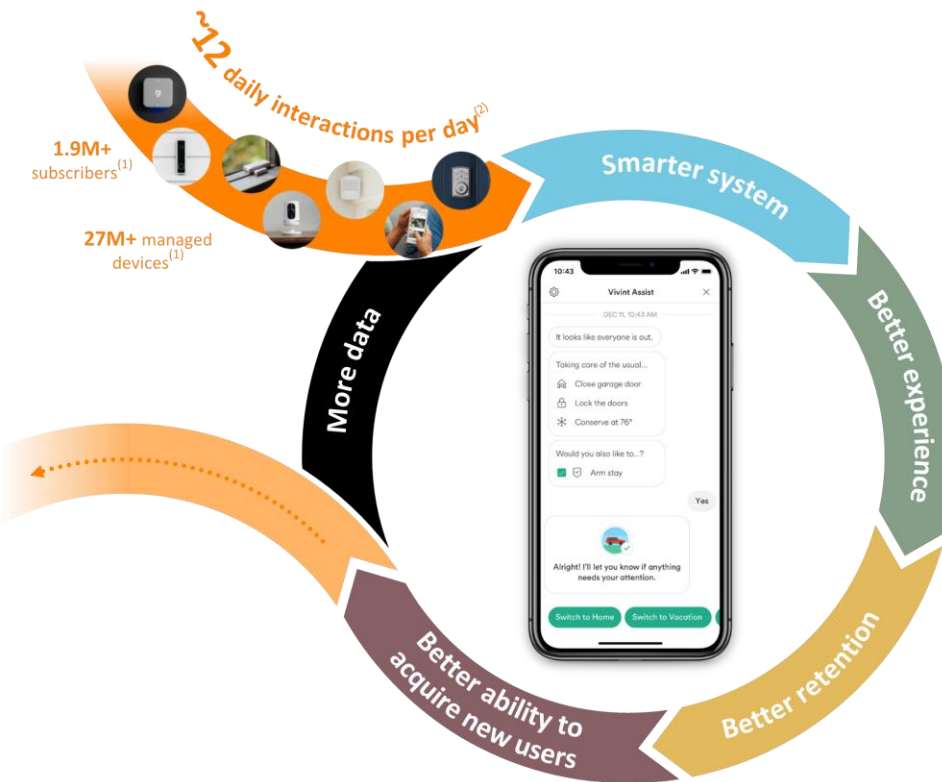 ~12 daily interactions per day(2)
1.9M+
subscribers(1)
27M+ managed
devices(1)
Smarter system
Better experience
Better retention
Better ability to
acquire new users
More data
10:43
Vivint Assist
DEC 11, 10:43 AM
It looks like everyone is out.
Taking care of the usual...
Close garage door
Lock the doors
Conserve at 76°
Would you also like to...?
Arm stay
Yes
Alright! I'll let you know if anything
needs your attention.
Switch to Home
Switch to Vacation